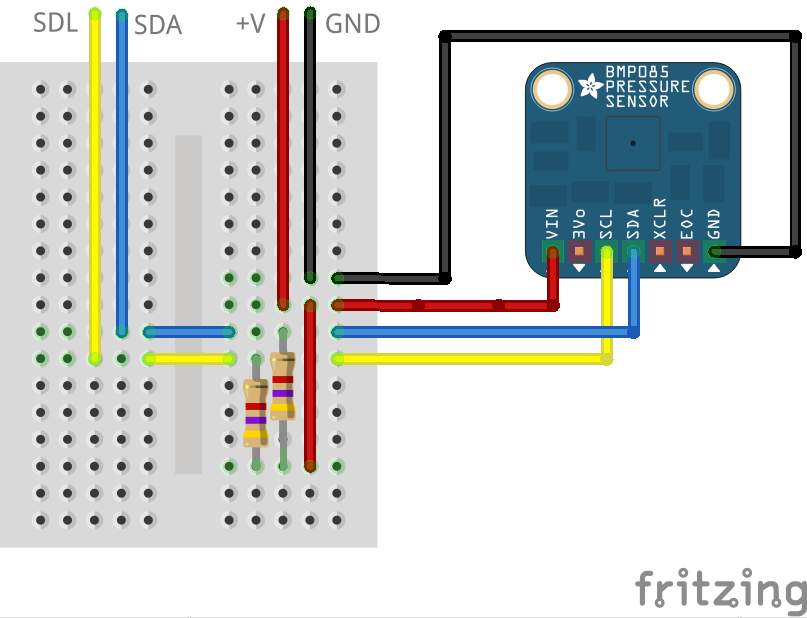 SDL
SDA
+V
GND
BMP085
PRESSURE
SENSOR
VIN
3Vo
SCL
SDA
XCLR
EOC
GND
fritzing